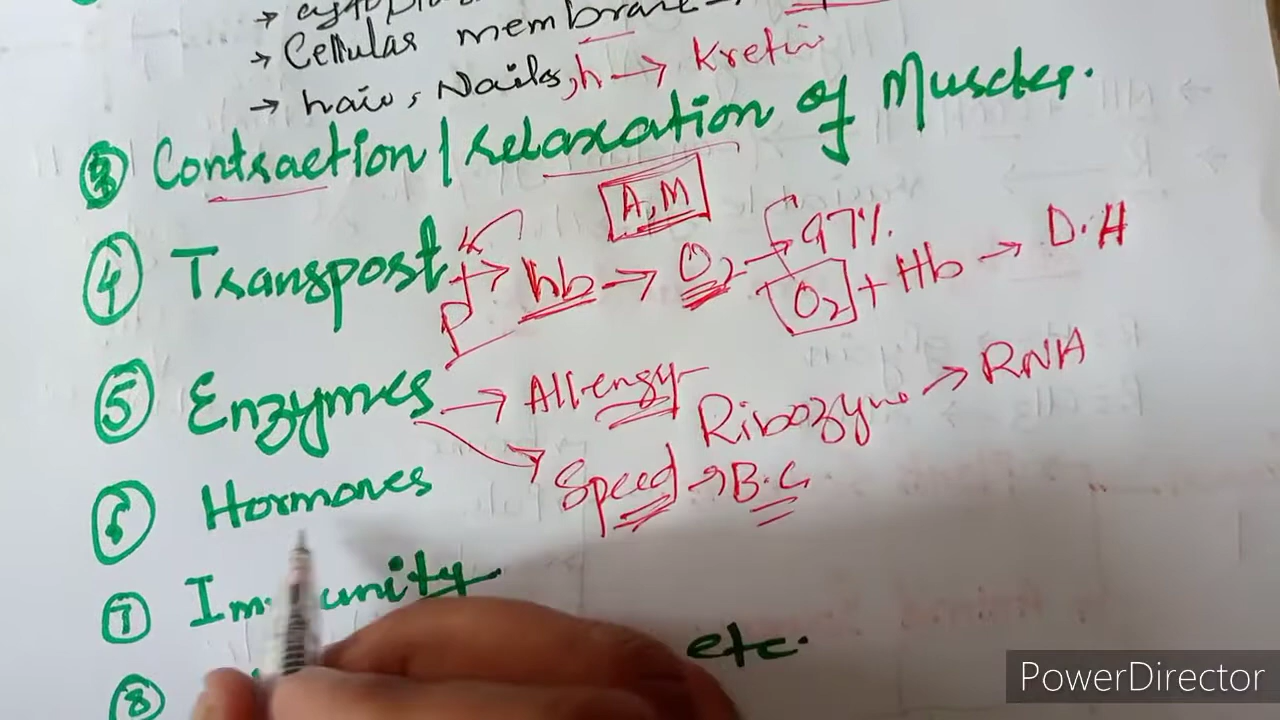 → Cellular membrane
→ hair, Nails, h → Kretin
③ Contraction / relaxation of Muscles.
A, M
④ Transport → hb → O2 → 97%
P
O2 + Hb → D.H
⑤ Enzymes → All-engy
Ribozyme → RNA
Speed → B.C
⑥ Hormones
⑦ Immunity
⑧
etc.
PowerDirector